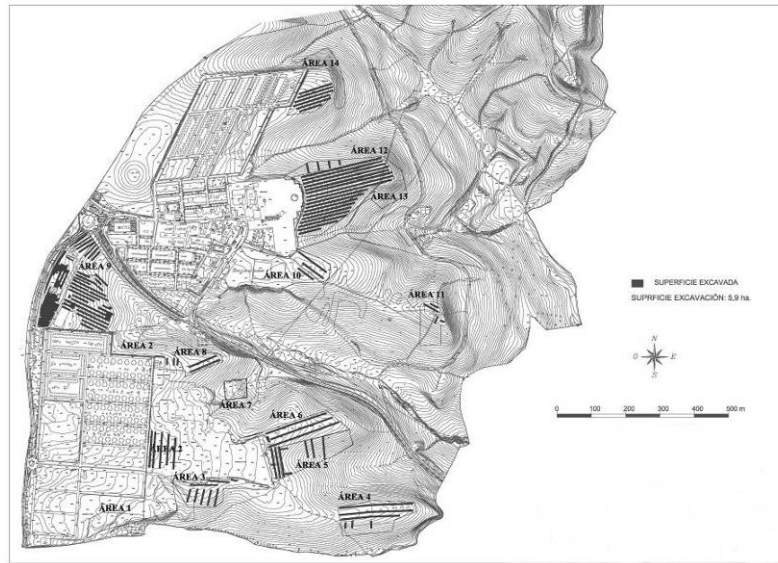 ÁREA 14
ÁREA 12
ÁREA 13
ÁREA 9
ÁREA 10
ÁREA 11
ÁREA 2
ÁREA 8
ÁREA 7
ÁREA 6
ÁREA 2
ÁREA 5
ÁREA 3
ÁREA 4
ÁREA 1
SUPERFICIE EXCAVADA
SUPRFICIE EXCAVACIÓN: 5,9 ha.
N
O E
S
0 100 200 300 400 500 m